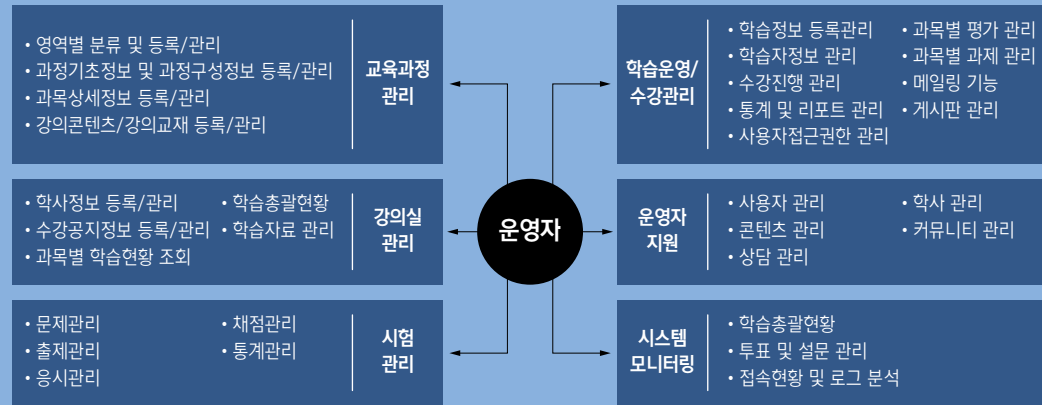 • 영역별 분류 및 등록/관리
• 과정기초정보 및 과정구성정보 등록/관리
• 과목상세정보 등록/관리
• 강의콘텐츠/강의교재 등록/관리
교육과정
관리
학습운영/
수강관리
• 학습정보 등록관리
• 학습자정보 관리
• 수강진행 관리
• 통계 및 리포트 관리
• 사용자접근권한 관리
• 과목별 평가 관리
• 과목별 과제 관리
• 메일링 기능
• 게시판 관리
• 학사정보 등록/관리
• 수강공지정보 등록/관리
• 과목별 학습현황 조회
• 학습총괄현황
• 학습자료 관리
강의실
관리
운영자
운영자
지원
• 사용자 관리
• 콘텐츠 관리
• 상담 관리
• 학사 관리
• 커뮤니티 관리
• 문제관리
• 출제관리
• 응시관리
• 채점관리
• 통계관리
시험
관리
시스템
모니터링
• 학습총괄현황
• 투표 및 설문 관리
• 접속현황 및 로그 분석